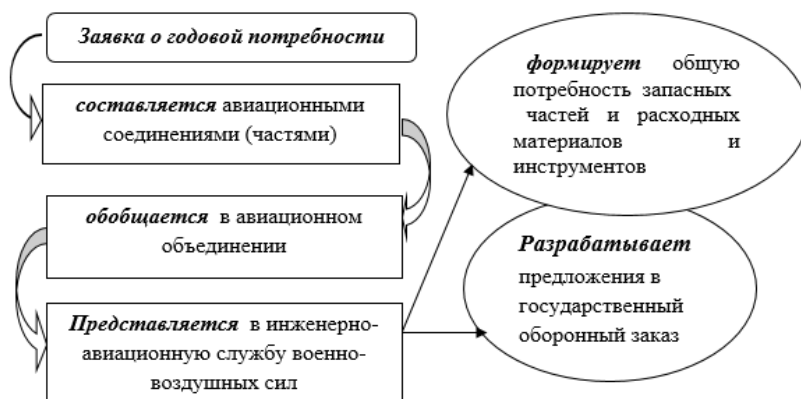 Заявка о годовой потребности
составляется авиационными
соединениями (частями)
обобщается в авиационном
объединении
Представляется в инженерно-
авиационную службу военно-
воздушных сил
формирует общую
потребность запасных
частей и расходных
материалов и
инструментов
Разрабатывает
предложения в
государственный
оборонный заказ